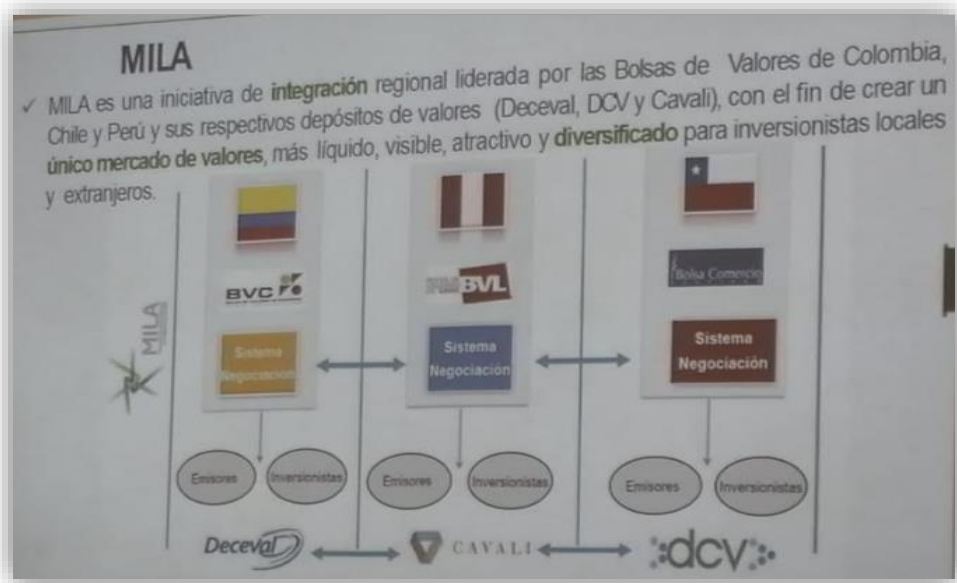 MILA
✓ MILA es una iniciativa de integración regional liderada por las Bolsas de Valores de Colombia,
Chile y Perú y sus respectivos depósitos de valores (Deceval, DCV y Cavali), con el fin de crear un
único mercado de valores, más líquido, visible, atractivo y diversificado para inversionistas locales
y extranjeros.
BVC
BVL
Bolsa Comercio
MILA
Sistema
Negociación
Sistema
Negociación
Sistema
Negociación
Emisores
Inversionistas
Emisores
Inversionistas
Emisores
Inversionistas
Deceval
CAVALI
dcv